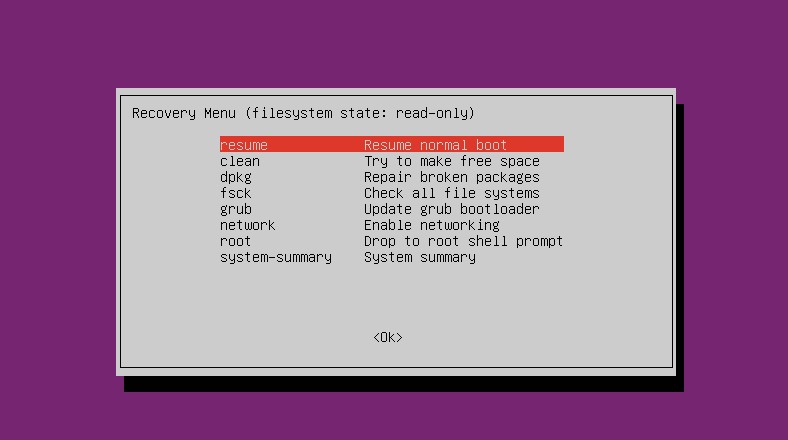 Recovery Menu (filesystem state: read-only)
resume Resume normal boot
clean Try to make free space
dpkg Repair broken packages
fsck Check all file systems
grub Update grub bootloader
network Enable networking
root Drop to root shell prompt
system-summary System summary
<Ok>